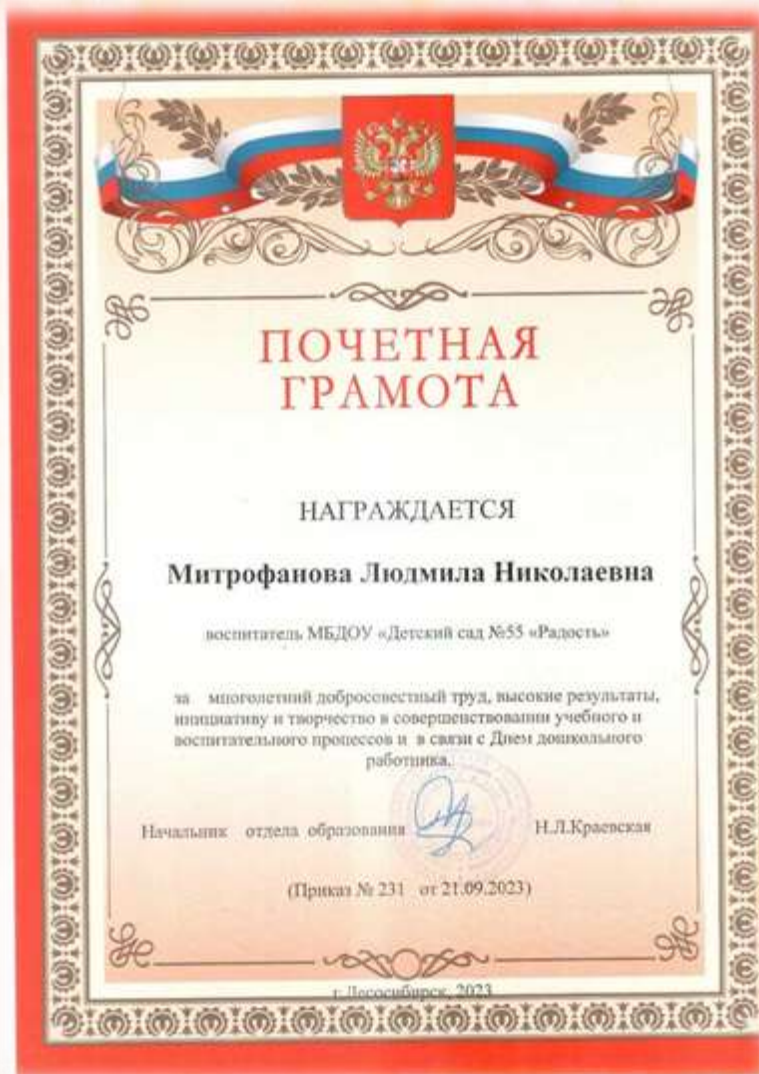 ПОЧЕТНАЯ
ГРАМОТА
НАГРАЖДАЕТСЯ
Митрофанова Людмила Николаевна
воспитатель МБДОУ «Детский сад №55 «Радость»
за многолетний добросовестный труд, высокие результаты,
инициативу и творчество в совершенствовании учебного и
воспитательного процессов и в связи с Днем дошкольного
работника.
Начальник отдела образования Н.Л.Краевская
(Приказ № 231 от 21.09.2023)
г. Лесосибирск, 2023